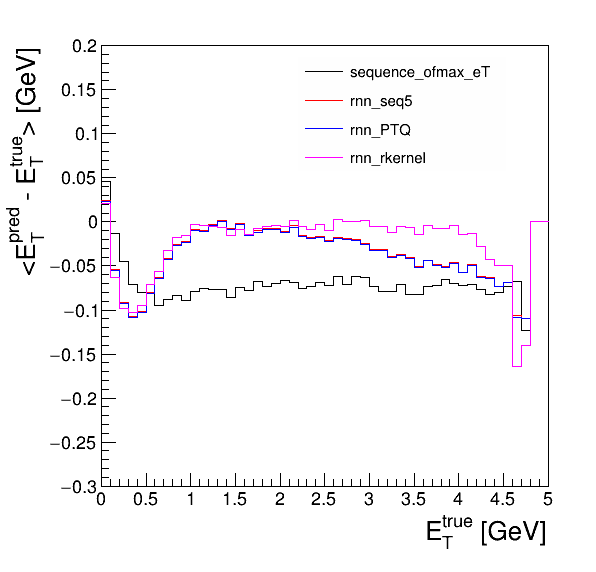 <E_T^pred - E_T^true> [GeV]
0.2
0.15
0.1
0.05
0
−0.05
−0.1
−0.15
−0.2
−0.25
−0.3
sequence_ofmax_eT
rnn_seq5
rnn_PTQ
rnn_rkernel
0 0.5 1 1.5 2 2.5 3 3.5 4 4.5 5
E_T^true [GeV]